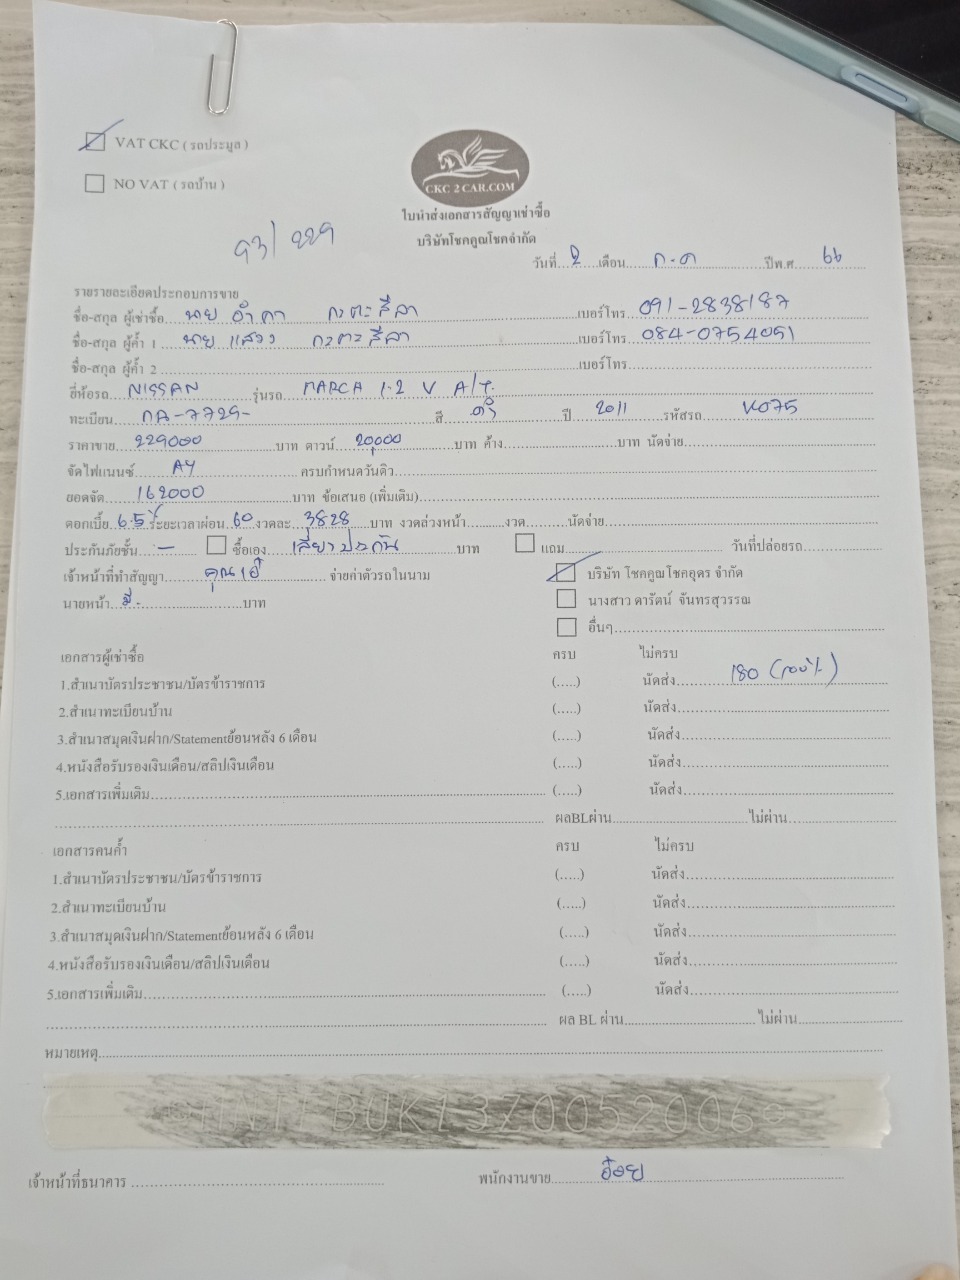 VAT CKC ( รถประมูล )
NO VAT ( รถบ้าน )
CKC 2 CAR.COM
ใบนำส่งเอกสารสัญญาเช่าซื้อ
บริษัทโชคคูณโชคจำกัด
93/229
วันที่ 2 เดือน ก.ค ปีพ.ศ. 66
รายรายละเอียดประกอบการขาย
ชื่อ-สกุล ผู้เช่าซื้อ นาย อำคา กงตะสีลา เบอร์โทร 091-2838187
ชื่อ-สกุล ผู้ค้ำ 1 นาย แสวง กงตะสีลา เบอร์โทร 084-0754051
ชื่อ-สกุล ผู้ค้ำ 2 เบอร์โทร
ยี่ห้อรถ NISSAN รุ่นรถ MARCH 1.2 V A/T.
ทะเบียน -7729- สี ดำ ปี 2011 รหัสรถ K075
ราคาขาย 229000 บาท ดาวน์ 20,000 บาท ค้าง บาท นัดจ่าย
จัดไฟแนนซ์ AY ครบกำหนดวันดิว
ยอดจัด 162000 บาท ข้อเสนอ (เพิ่มเติม)
ดอกเบี้ย 6.5% ระยะเวลาผ่อน 60 งวดละ 3828 บาท งวดล่วงหน้า งวด นัดจ่าย
ประกันภัยชั้น - ซื้อเอง เสี่ยวประกัน บาท แถม วันที่ปล่อยรถ
เจ้าหน้าที่ทำสัญญา คุณเอ๋ จ่ายค่าตัวรถในนาม บริษัท โชคคูณโชคอุดร จำกัด
นายหน้า มี. บาท นางสาว ดารัตน์ จันทรสุวรรณ
อื่นๆ
เอกสารผู้เช่าซื้อ ครบ ไม่ครบ
1.สำเนาบัตรประชาชน/บัตรข้าราชการ (.....) นัดส่ง 180 (100%)
2.สำเนาทะเบียนบ้าน (.....) นัดส่ง
3.สำเนาสมุดเงินฝาก/Statementย้อนหลัง 6 เดือน (.....) นัดส่ง
4.หนังสือรับรองเงินเดือน/สลิปเงินเดือน (.....) นัดส่ง
5.เอกสารเพิ่มเติม (.....) นัดส่ง
ผลBLผ่าน ไม่ผ่าน
เอกสารคนค้ำ ครบ ไม่ครบ
1.สำเนาบัตรประชาชน/บัตรข้าราชการ (.....) นัดส่ง
2.สำเนาทะเบียนบ้าน (.....) นัดส่ง
3.สำเนาสมุดเงินฝาก/Statementย้อนหลัง 6 เดือน (.....) นัดส่ง
4.หนังสือรับรองเงินเดือน/สลิปเงินเดือน (.....) นัดส่ง
5.เอกสารเพิ่มเติม (.....) นัดส่ง
ผล BL ผ่าน ไม่ผ่าน
หมายเหตุ
BUK13Z0052006
เจ้าหน้าที่ธนาคาร พนักงานขาย อ๋อย